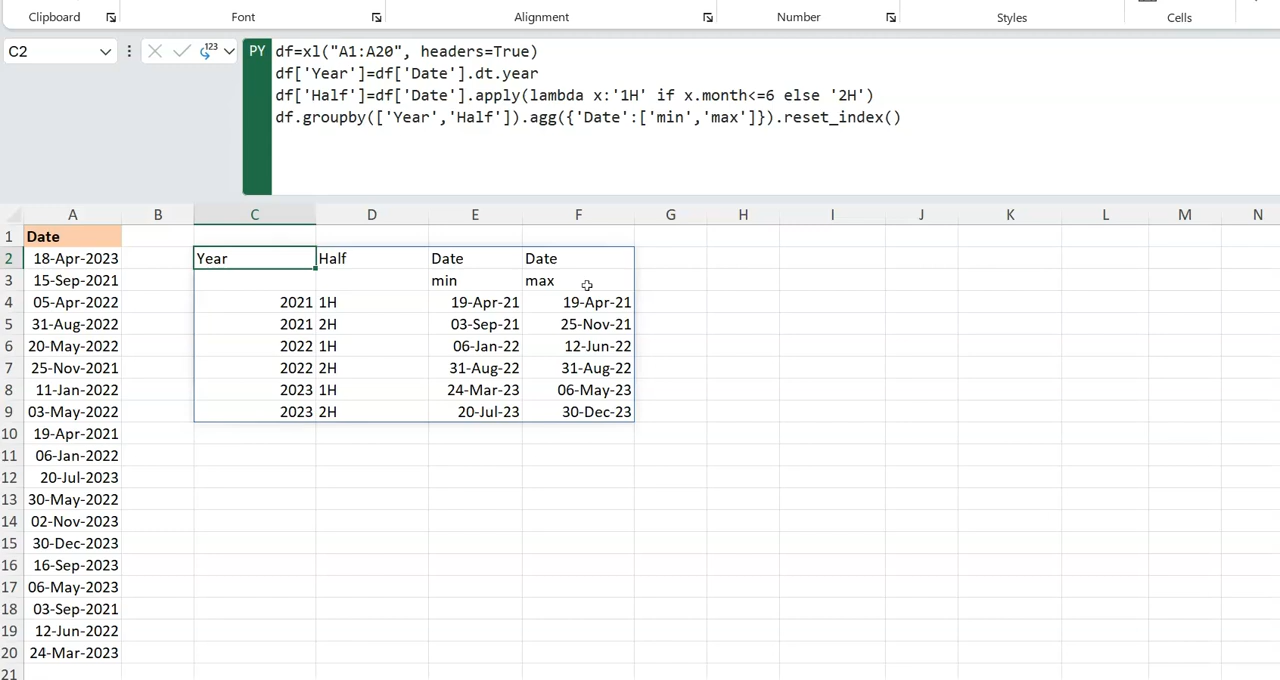 Clipboard Font Alignment Number Styles Cells
C2 123 PY df=xl("A1:A20", headers=True)
df['Year']=df['Date'].dt.year
df['Half']=df['Date'].apply(lambda x:'1H' if x.month<=6 else '2H')
df.groupby(['Year','Half']).agg({'Date':['min','max']}).reset_index()
A B C D E F G H I J K L M N
1 Date
2 18-Apr-2023 Year Half Date Date
3 15-Sep-2021 min max
4 05-Apr-2022 2021 1H 19-Apr-21 19-Apr-21
5 31-Aug-2022 2021 2H 03-Sep-21 25-Nov-21
6 20-May-2022 2022 1H 06-Jan-22 12-Jun-22
7 25-Nov-2021 2022 2H 31-Aug-22 31-Aug-22
8 11-Jan-2022 2023 1H 24-Mar-23 06-May-23
9 03-May-2022 2023 2H 20-Jul-23 30-Dec-23
10 19-Apr-2021
11 06-Jan-2022
12 20-Jul-2023
13 30-May-2022
14 02-Nov-2023
15 30-Dec-2023
16 16-Sep-2023
17 06-May-2023
18 03-Sep-2021
19 12-Jun-2022
20 24-Mar-2023
21